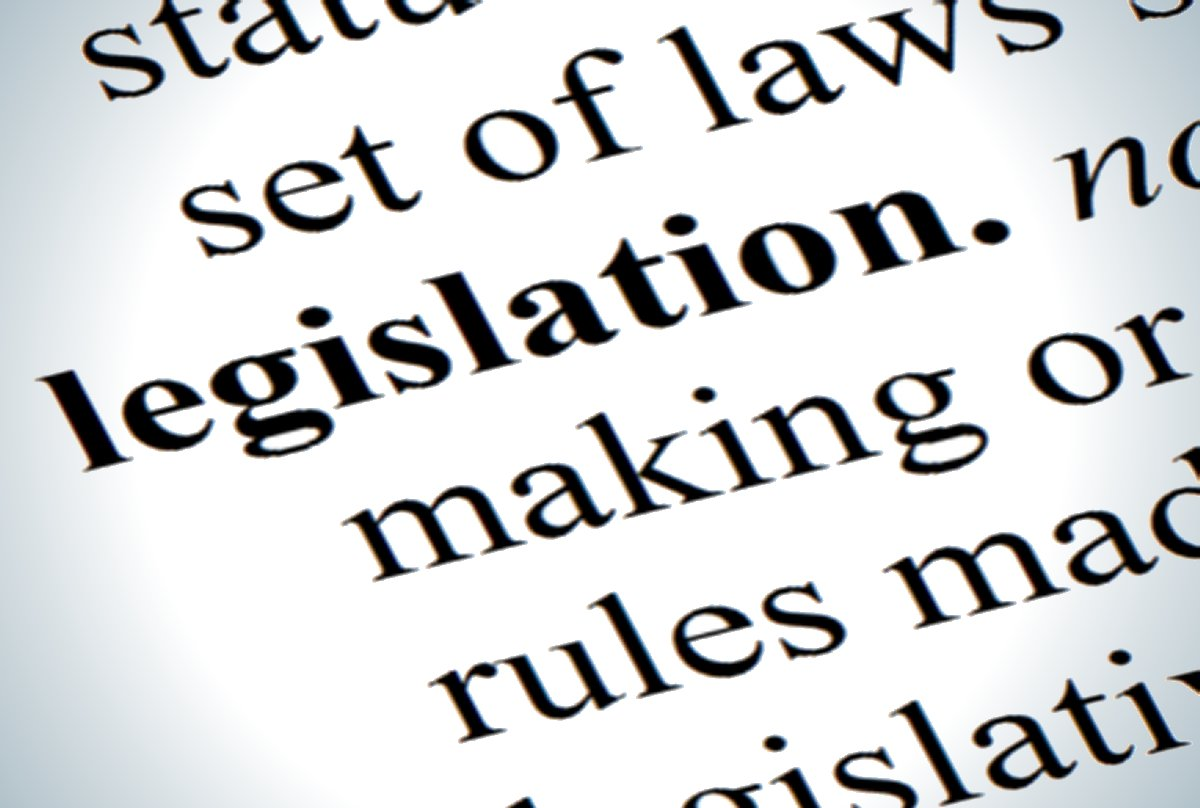 set of laws
legislation.
making or
rules